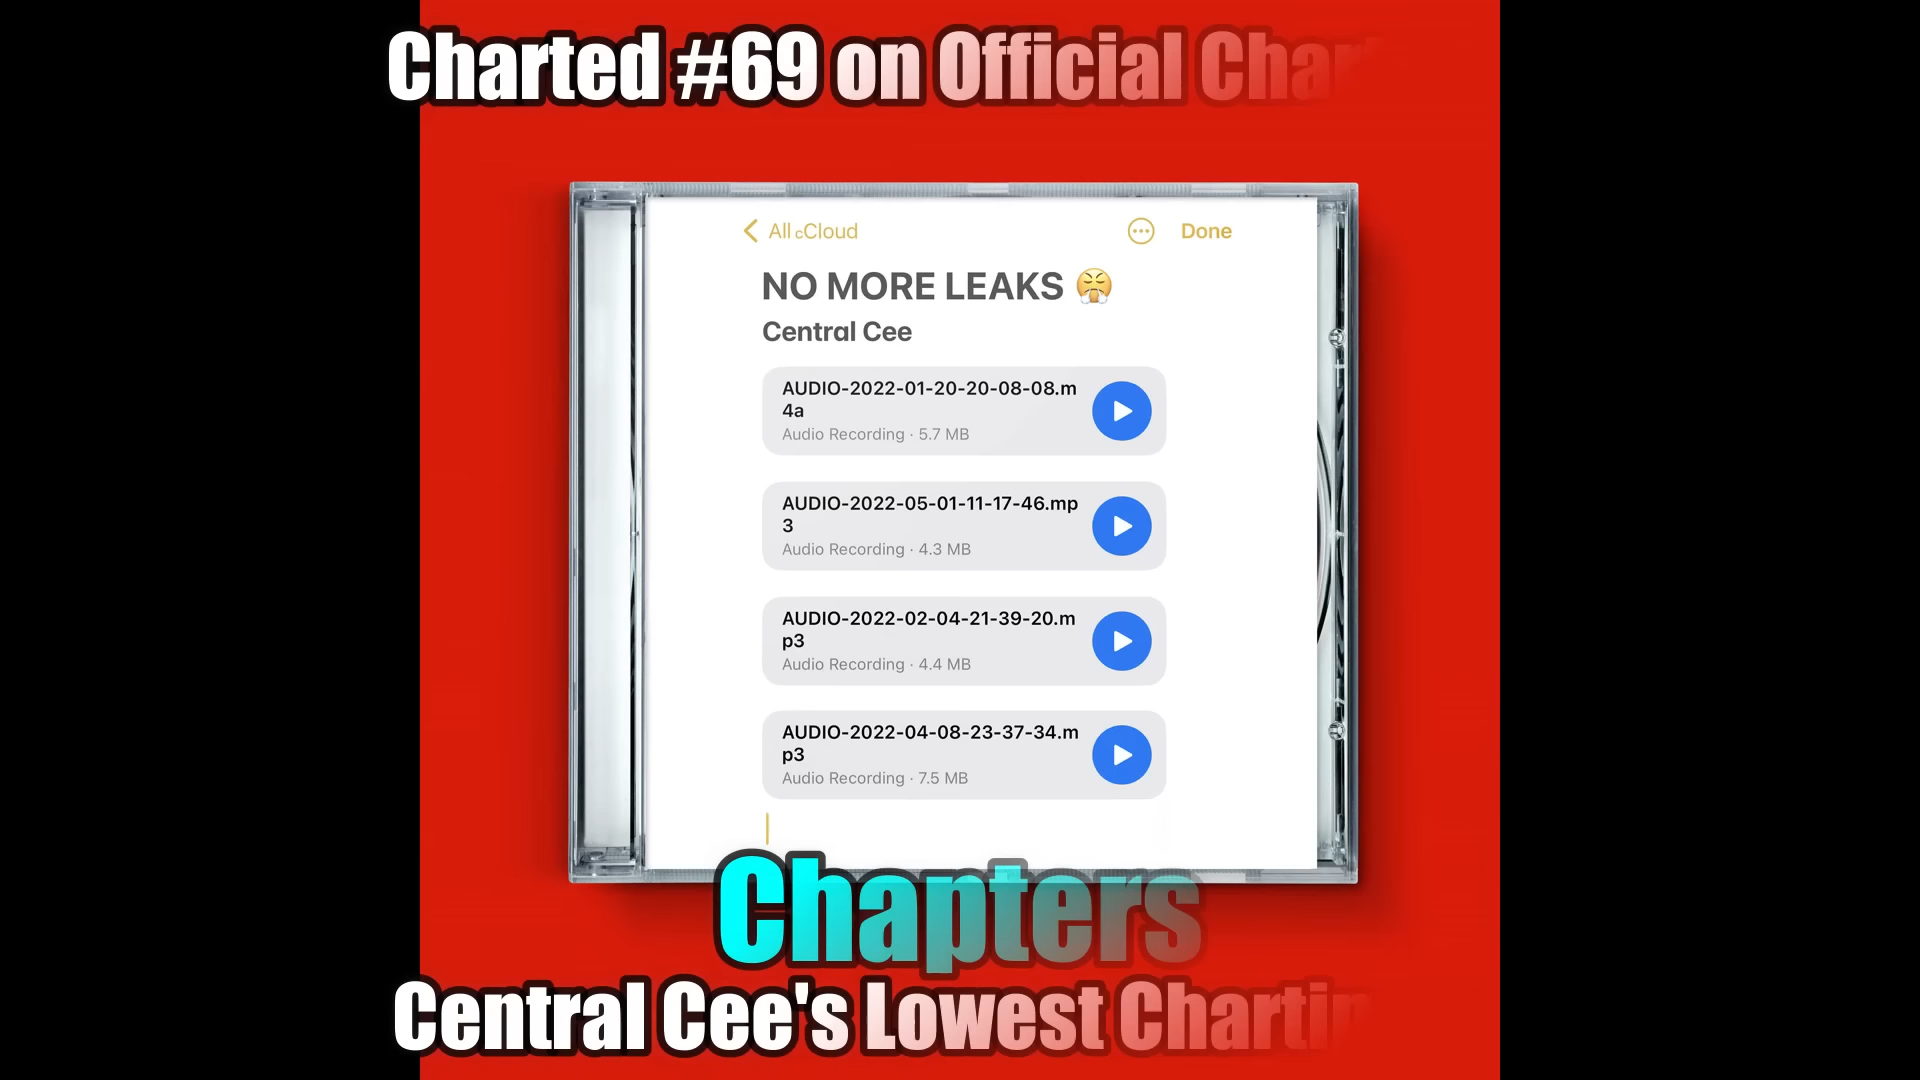 Charted #69 on Official Char
All cCloud
Done
NO MORE LEAKS 😤
Central Cee
AUDIO-2022-01-20-20-08-08.m
4a
Audio Recording · 5.7 MB
AUDIO-2022-05-01-11-17-46.mp
3
Audio Recording · 4.3 MB
AUDIO-2022-02-04-21-39-20.m
p3
Audio Recording · 4.4 MB
AUDIO-2022-04-08-23-37-34.m
p3
Audio Recording · 7.5 MB
Chapters
Central Cee's Lowest Chartin